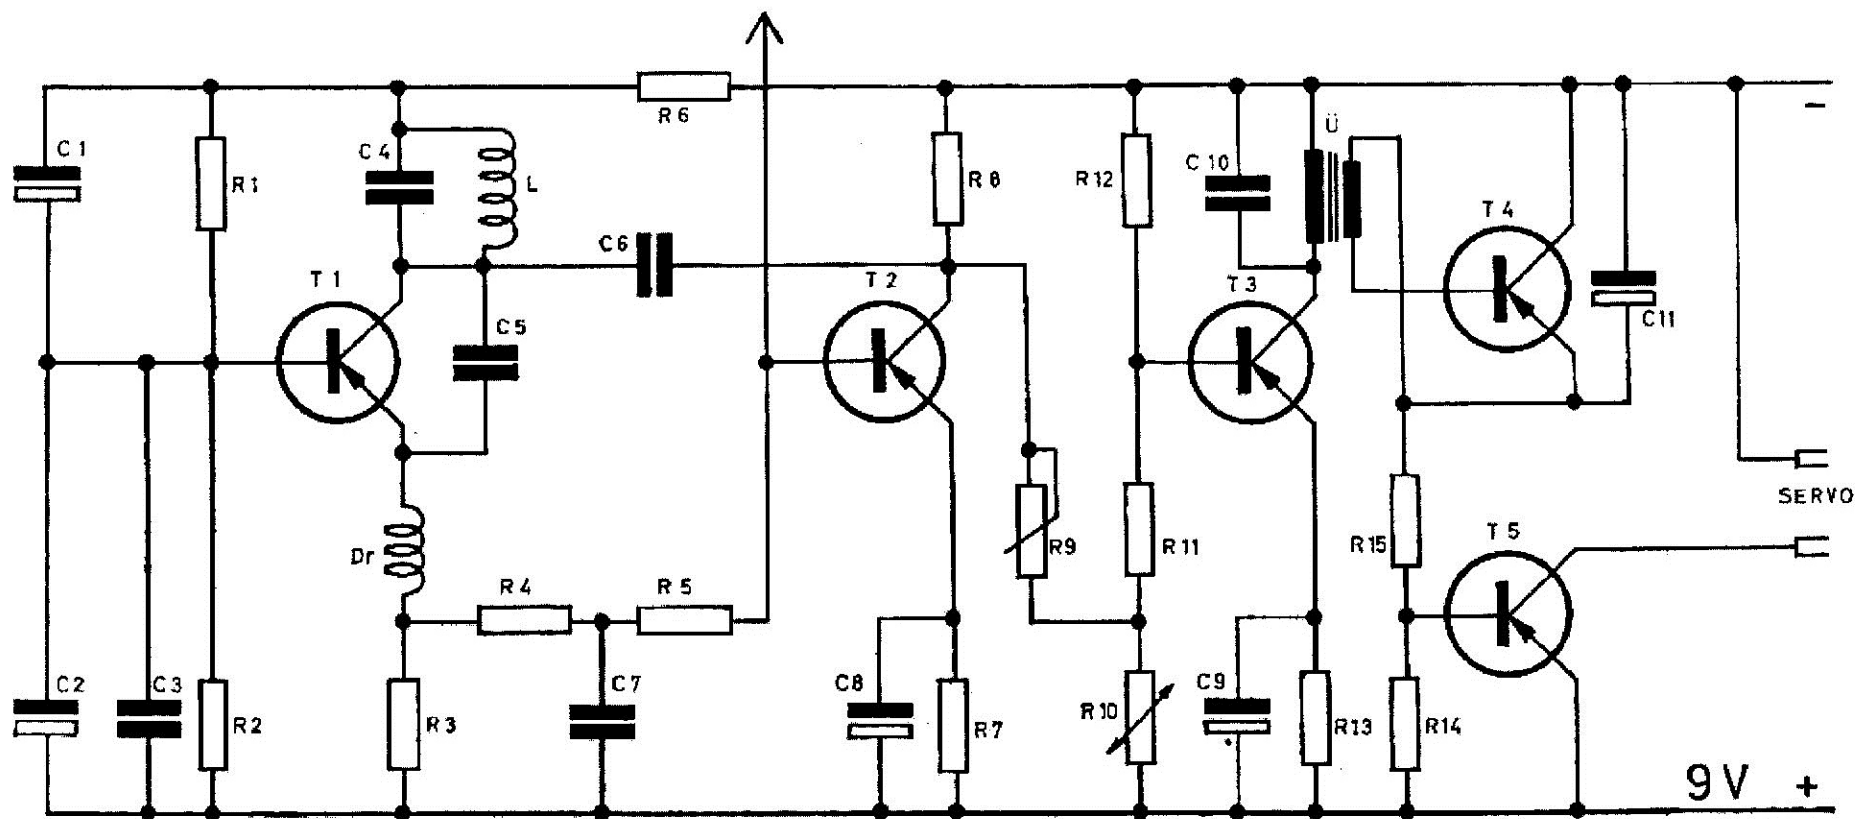 C1
R1
C4
L
R6
C6
T1
C5
Dr
R4
R5
C2
C3
R2
R3
C7
T2
R8
R9
C8
R7
R12
R11
R10
C10
Ü
T3
C9
R13
T4
C11
R15
T5
R14
-
SERVO
9V +